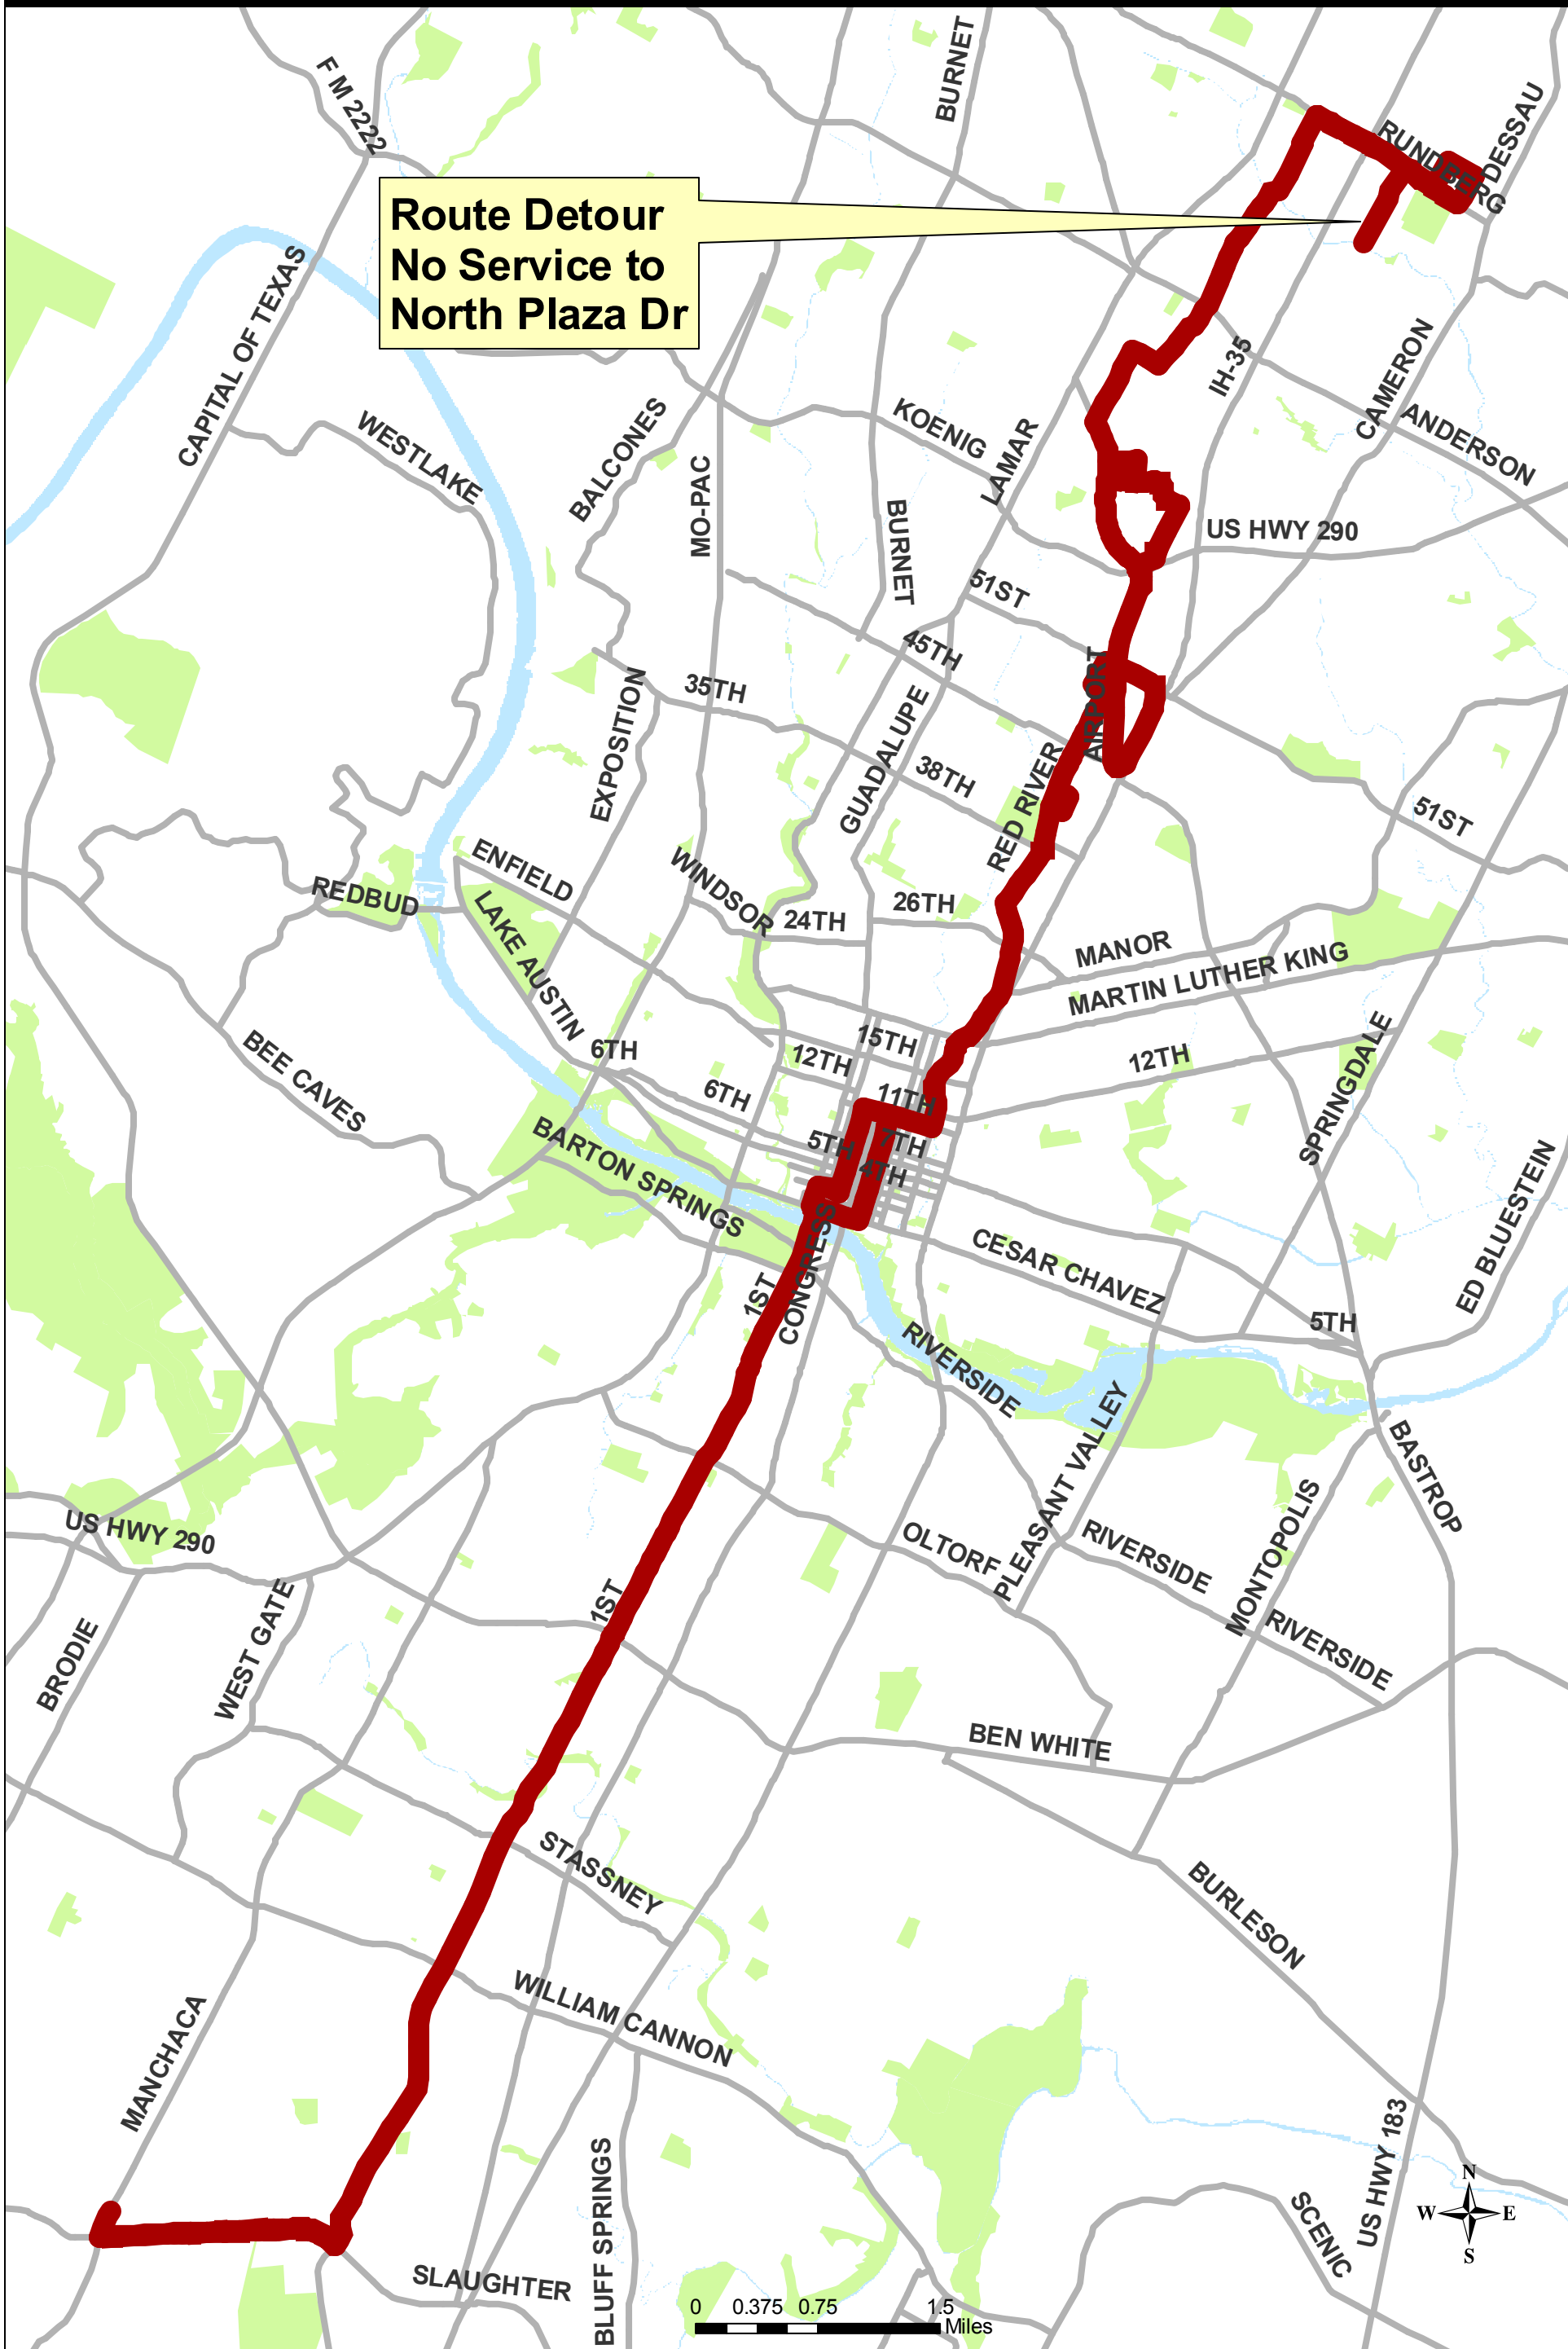 BURNET
F M 2222
DESSAU
RUNDBERG
Route Detour
No Service to
North Plaza Dr
CAPITAL OF TEXAS
IH-35
CAMERON
WESTLAKE
BALCONES
KOENIG
ANDERSON
LAMAR
MO-PAC
BURNET
US HWY 290
51ST
45TH
AIRPORT
35TH
EXPOSITION
GUADALUPE
38TH
RED RIVER
51ST
ENFIELD
WINDSOR
REDBUD
26TH
24TH
LAKE AUSTIN
MANOR
MARTIN LUTHER KING
15TH
12TH
6TH
12TH
SPRINGDALE
BEE CAVES
6TH
11TH
BARTON SPRINGS
5TH
7TH
4TH
ED BLUESTEIN
CONGRESS
CESAR CHAVEZ
1ST
5TH
RIVERSIDE
PLEASANT VALLEY
BASTROP
US HWY 290
MONTOPOLIS
OLTORF
RIVERSIDE
1ST
WEST GATE
BRODIE
RIVERSIDE
BEN WHITE
STASSNEY
BURLESON
WILLIAM CANNON
MANCHACA
US HWY 183
BLUFF SPRINGS
N
W E
S
SCENIC
SLAUGHTER
0 0.375 0.75 1.5
Miles